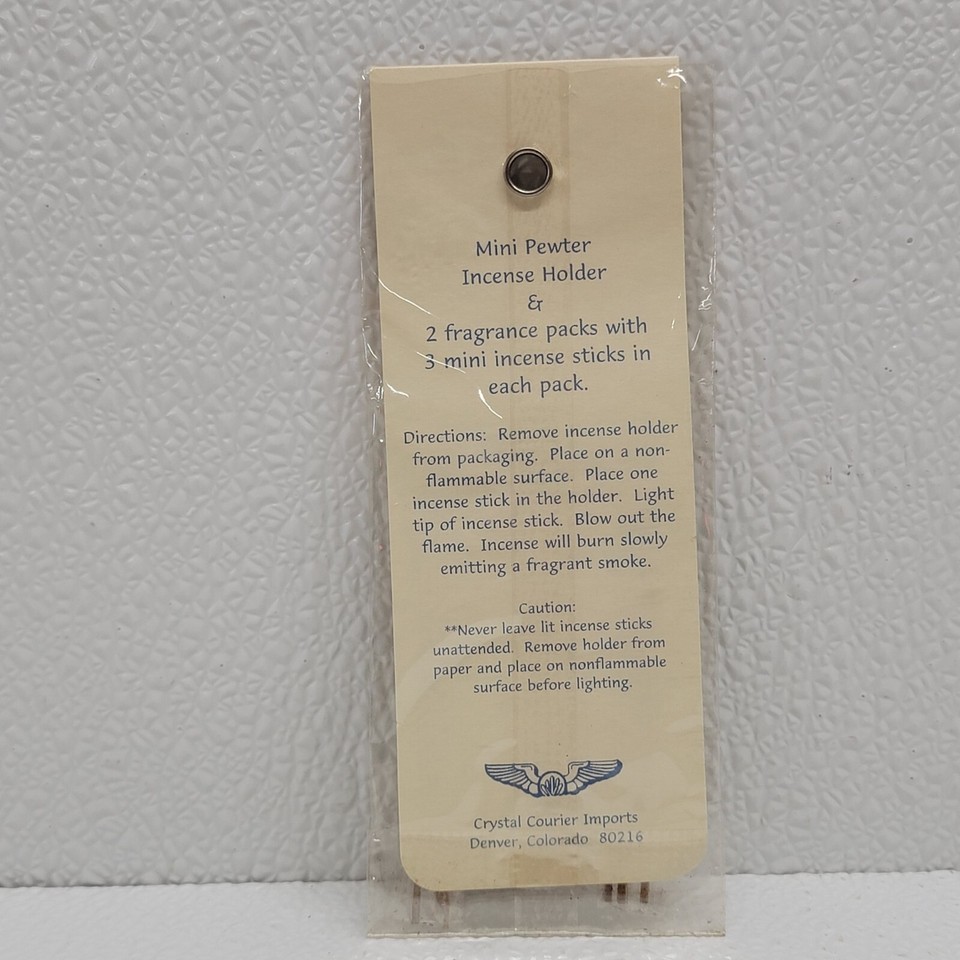 Mini Pewter
Incense Holder
&
2 fragrance packs with
3 mini incense sticks in
each pack.
Directions: Remove incense holder
from packaging. Place on a non-
flammable surface. Place one
incense stick in the holder. Light
tip of incense stick. Blow out the
flame. Incense will burn slowly
emitting a fragrant smoke.
Caution:
**Never leave lit incense sticks
unattended. Remove holder from
paper and place on nonflammable
surface before lighting.
Crystal Courier Imports
Denver, Colorado 80216